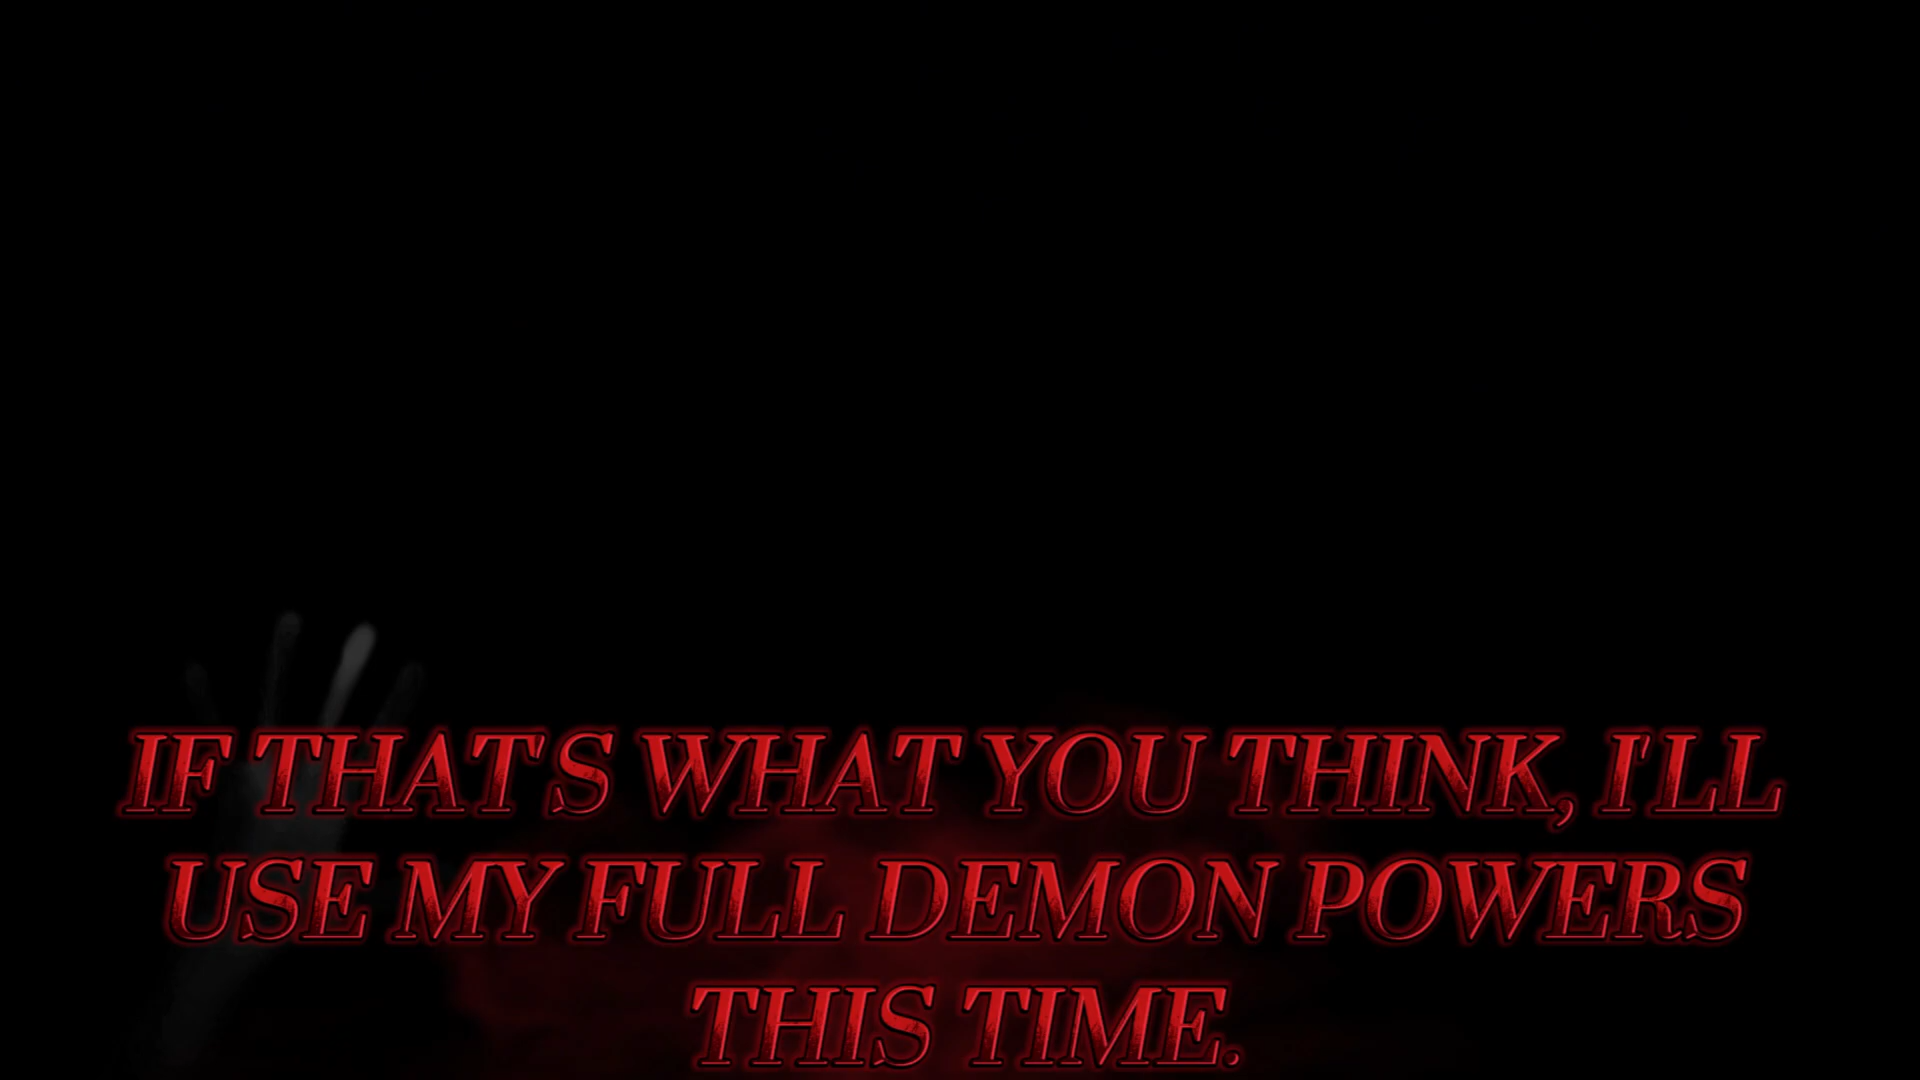 IF THAT'S WHAT YOU THINK, I'LL
USE MY FULL DEMON POWERS
THIS TIME.